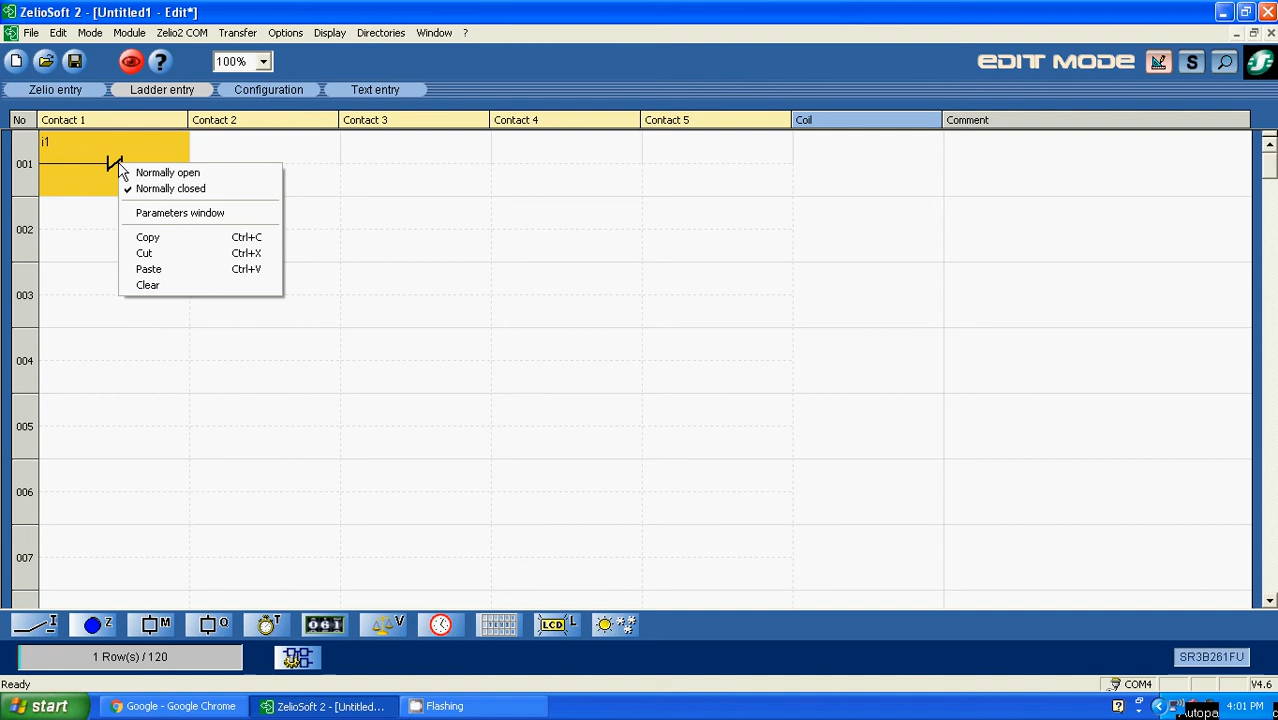 ZelioSoft 2 - [Untitled1 - Edit*]
File Edit Mode Module Zelio2 COM Transfer Options Display Directories Window ?
100% EDIT MODE S
Zelio entry Ladder entry Configuration Text entry
No Contact 1 Contact 2 Contact 3 Contact 4 Contact 5 Coil Comment
i1
001
Normally open
Normally closed
Parameters window
002
Copy Ctrl+C
Cut Ctrl+X
Paste Ctrl+V
Clear
003
004
005
006
007
I Z M Q T V LCD L
1 Row(s) / 120 SR3B261FU
Ready COM4 V4.6
start Google - Google Chrome ZelioSoft 2 - [Untitled... Flashing ? 4:01 PM